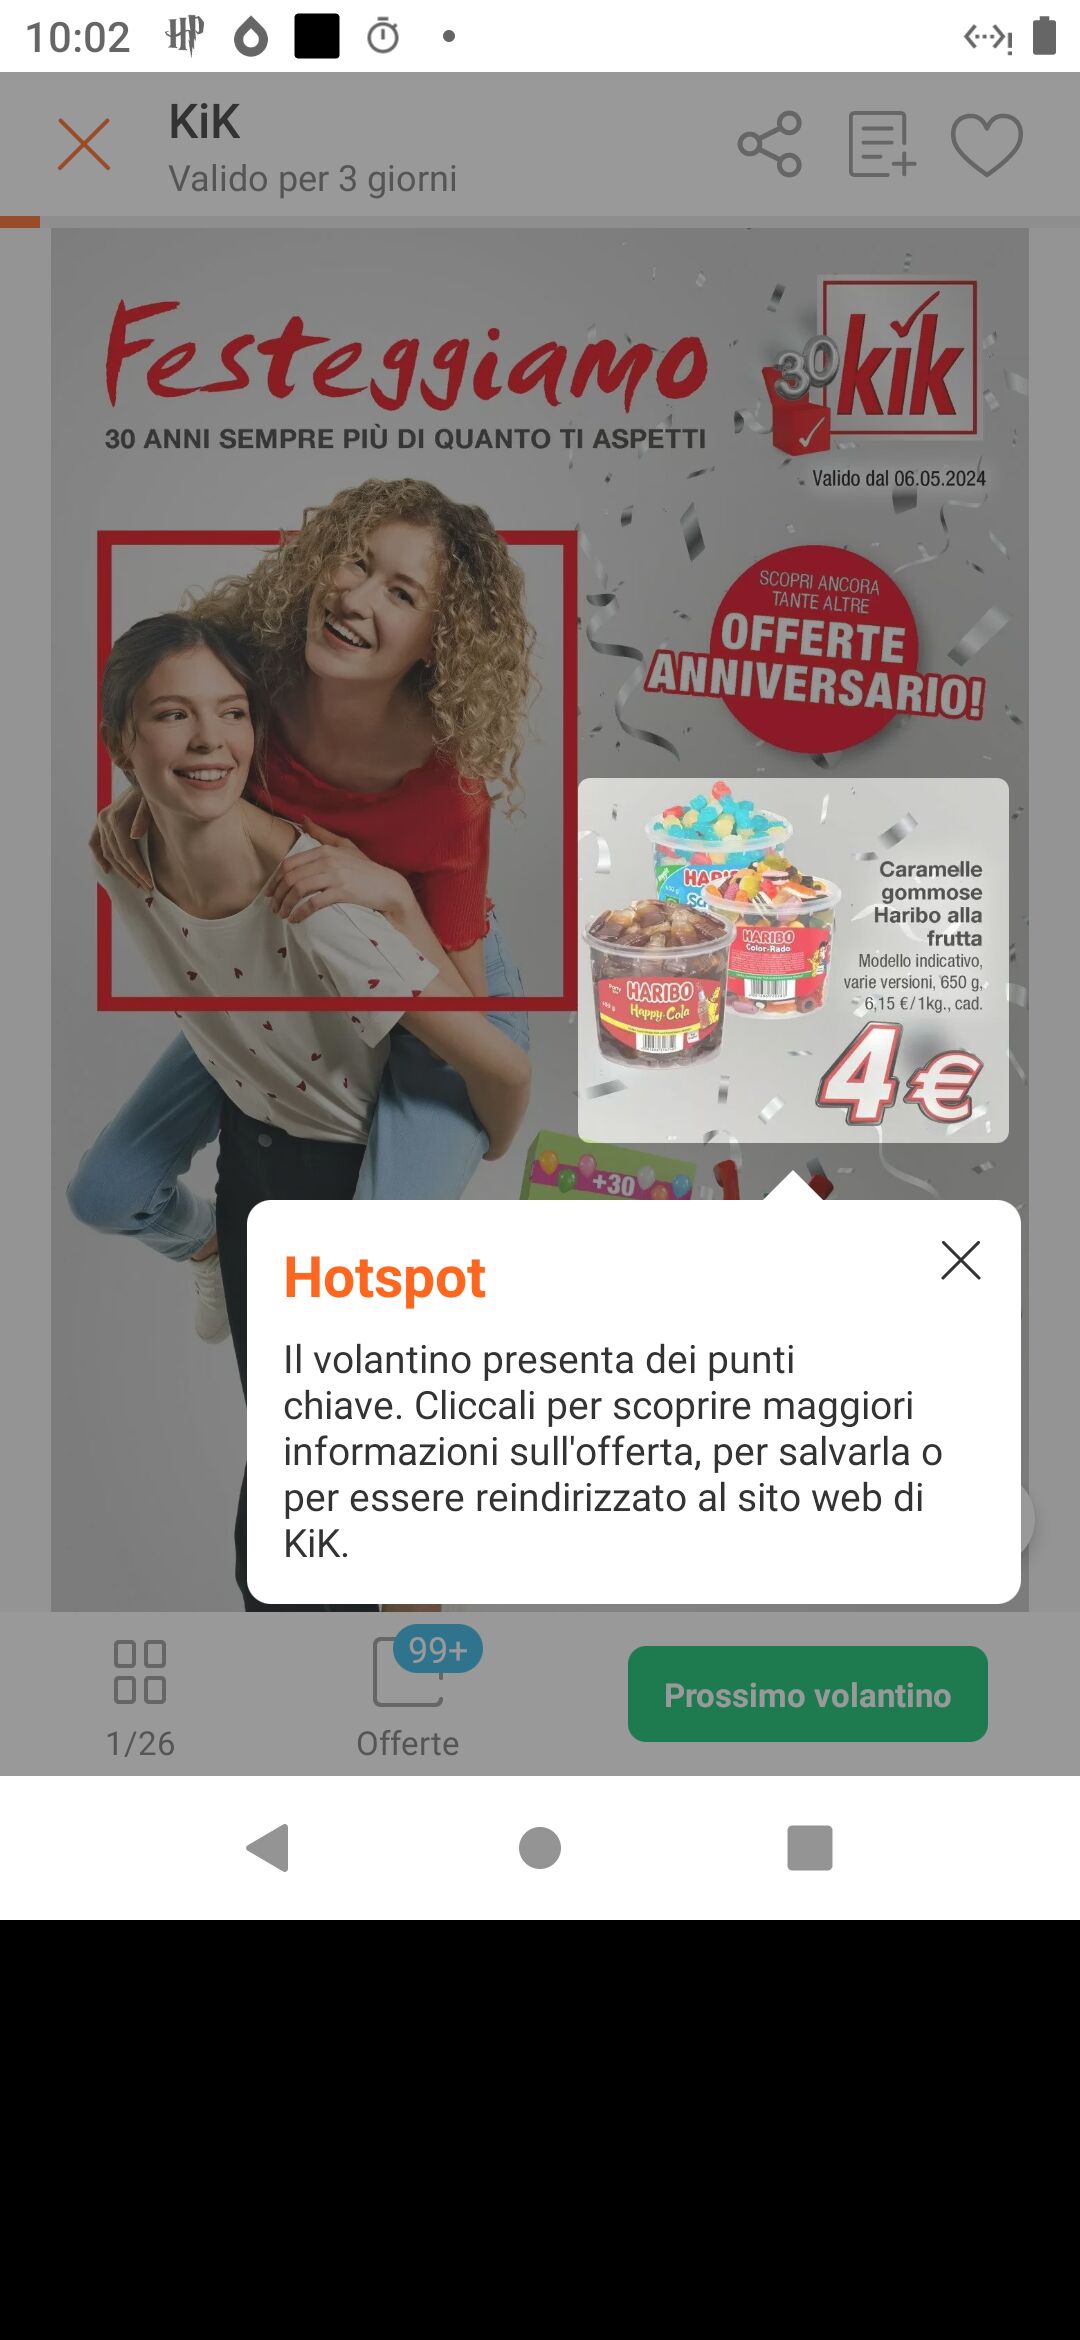 10:02
KiK
Valido per 3 giorni
Festeggiamo
30 ANNI SEMPRE PIÙ DI QUANTO TI ASPETTI
30
kik
Valido dal 06.05.2024
SCOPRI ANCORA
TANTE ALTRE
OFFERTE
ANNIVERSARIO!
HARIBO
Color-Rado
HARIBO
Happy-Cola
Caramelle
gommose
Haribo alla
frutta
Modello indicativo,
varie versioni, 650 g,
6,15 €/1kg., cad.
4 €
+30
Hotspot
Il volantino presenta dei punti
chiave. Cliccali per scoprire maggiori
informazioni sull'offerta, per salvarla o
per essere reindirizzato al sito web di
KiK.
1/26
99+
Offerte
Prossimo volantino